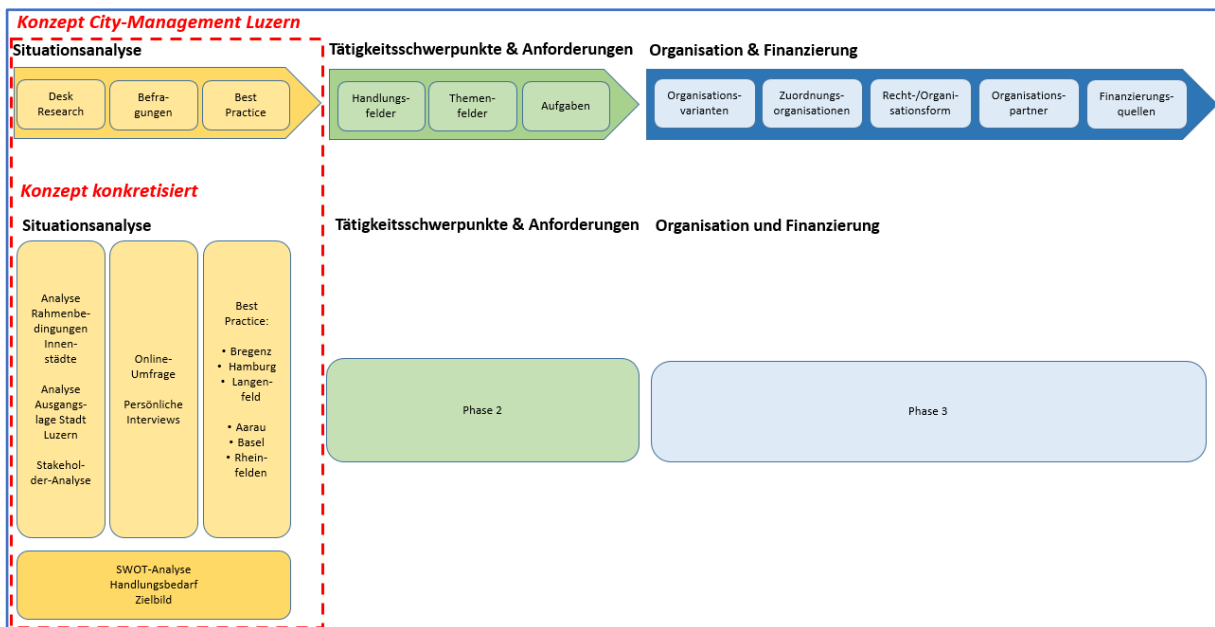 Konzept City-Management Luzern
Situationsanalyse
Desk
Research
Befra-
gungen
Best
Practice
Tätigkeitsschwerpunkte & Anforderungen
Handlungs-
felder
Themen-
felder
Aufgaben
Organisation & Finanzierung
Organisations-
varianten
Zuordnungs-
organisationen
Recht-/Organi-
sationsform
Organisations-
partner
Finanzierungs-
quellen
Konzept konkretisiert
Situationsanalyse
Analyse
Rahmenbe-
dingungen
Innen-
städte
Analyse
Ausgangs-
lage Stadt
Luzern
Stakehol-
der-Analyse
Online-
Umfrage
Persönliche
Interviews
Best
Practice:
• Bregenz
• Hamburg
• Langen-
feld
• Aarau
• Basel
• Rhein-
felden
SWOT-Analyse
Handlungsbedarf
Zielbild
Tätigkeitsschwerpunkte & Anforderungen
Phase 2
Organisation und Finanzierung
Phase 3